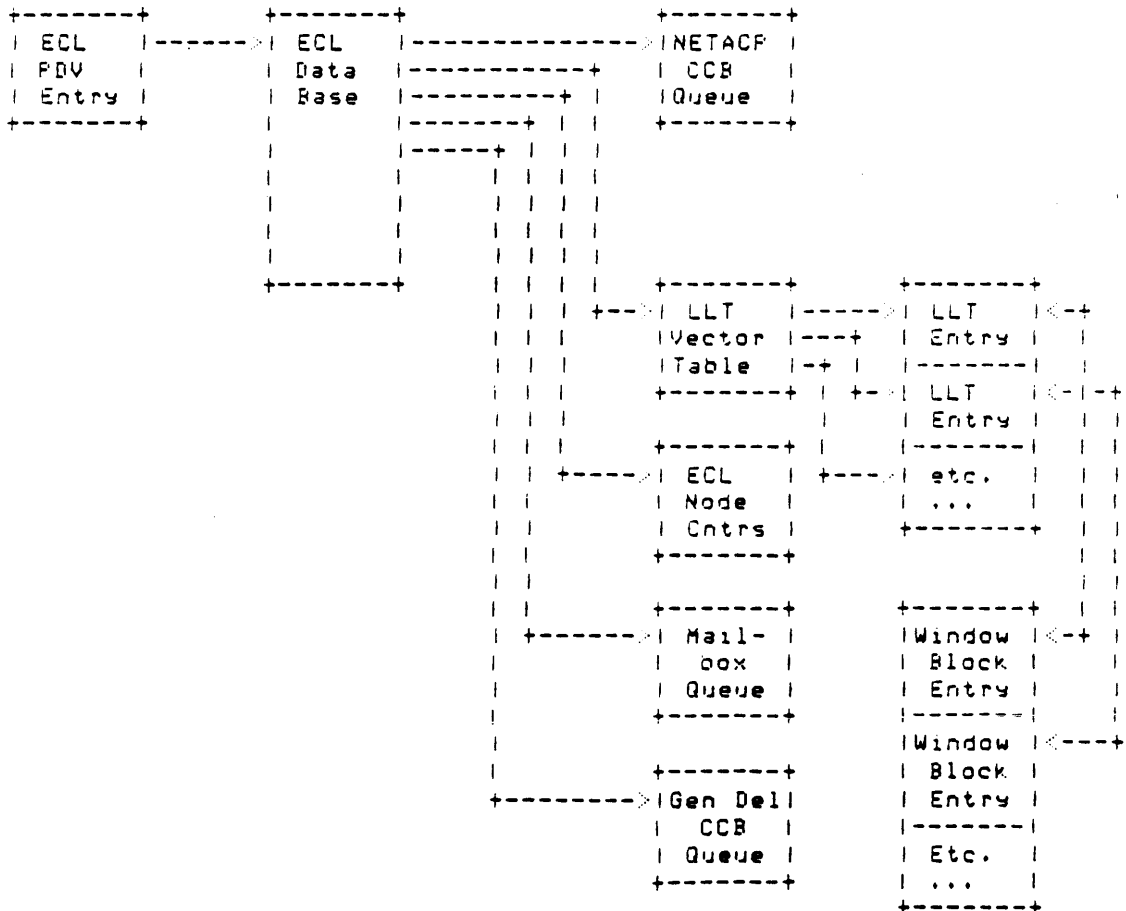 ECL
PDV
Entry
ECL
Data
Base
NETACP
CCB
Queue
LLT
Vector
Table
LLT
Entry
LLT
Entry
etc.
...
ECL
Node
Cntrs
Mail-
box
Queue
Window
Block
Entry
Window
Block
Entry
Etc.
...
Gen Del
CCB
Queue